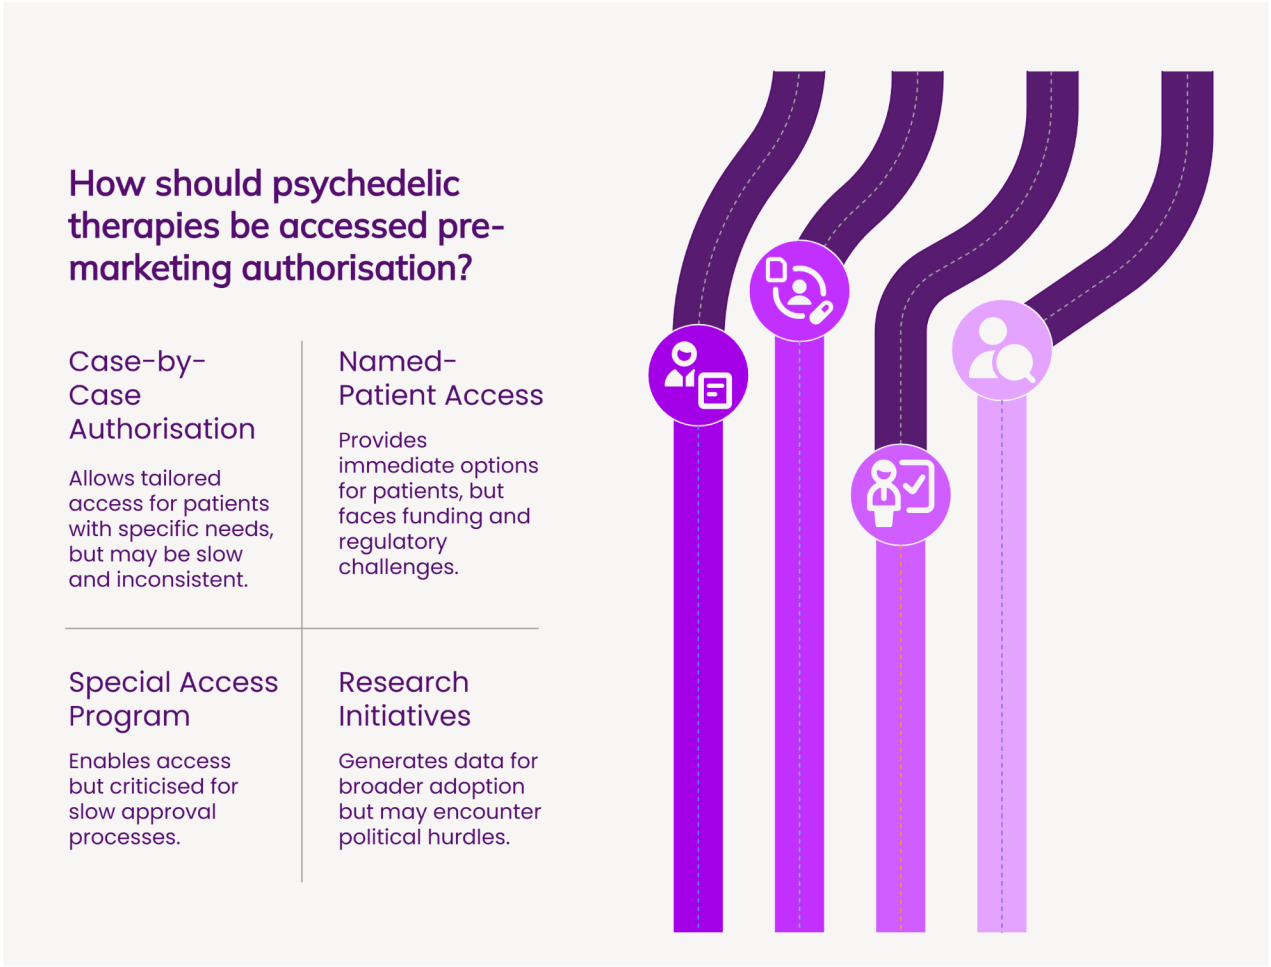 How should psychedelic
therapies be accessed pre-
marketing authorisation?
Case-by-
Case
Authorisation
Allows tailored
access for patients
with specific needs,
but may be slow
and inconsistent.
Named-
Patient Access
Provides
immediate options
for patients, but
faces funding and
regulatory
challenges.
Special Access
Program
Enables access
but criticised for
slow approval
processes.
Research
Initiatives
Generates data for
broader adoption
but may encounter
political hurdles.